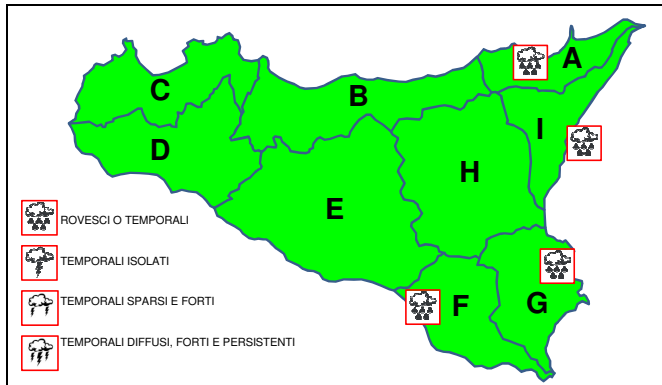 A
C
B
I
D
H
E
ROVESCI O TEMPORALI
TEMPORALI ISOLATI
F
G
TEMPORALI SPARSI E FORTI
TEMPORALI DIFFUSI, FORTI E PERSISTENTI